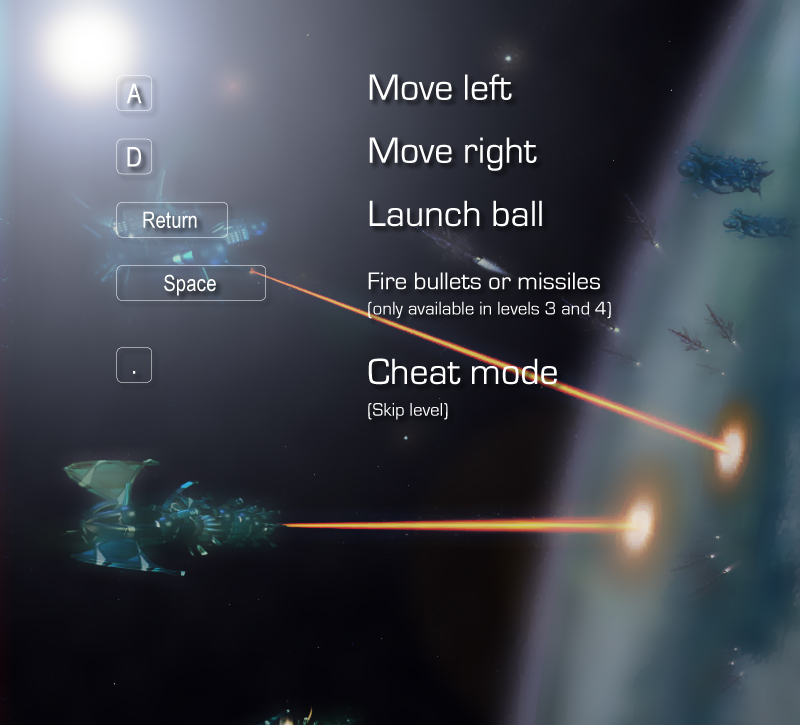 A Move left
D Move right
Return Launch ball
Space Fire bullets or missiles
(only available in levels 3 and 4)
. Cheat mode
(Skip level)